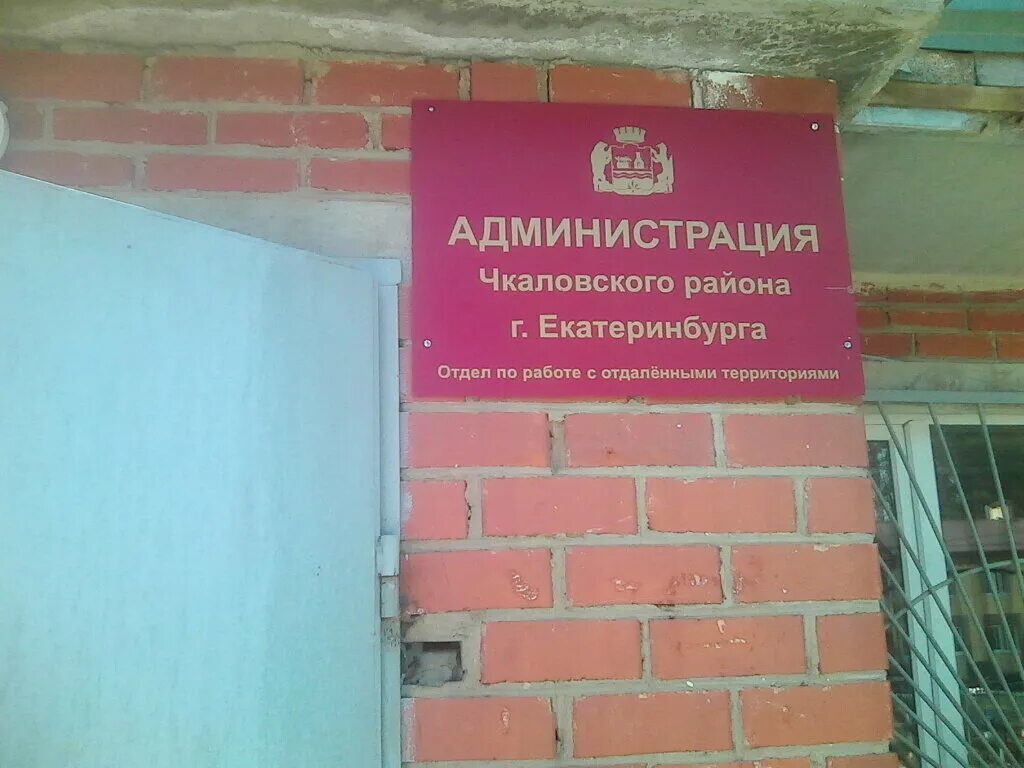 АДМИНИСТРАЦИЯ
Чкаловского района
г. Екатеринбурга
Отдел по работе с отдалёнными территориями